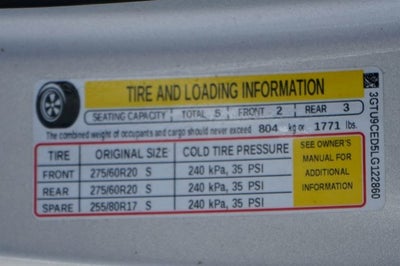 TIRE AND LOADING INFORMATION
SEATING CAPACITY TOTAL 5 FRONT 2 REAR 3
The combined weight of occupants and cargo should never exceed 804 kg or 1771 lbs.
TIRE ORIGINAL SIZE COLD TIRE PRESSURE
FRONT 275/60R20 S 240 kPa, 35 PSI
REAR 275/60R20 S 240 kPa, 35 PSI
SPARE 255/80R17 S 240 kPa, 35 PSI
SEE OWNER'S
MANUAL FOR
ADDITIONAL
INFORMATION
3GTU9CED5LG122860